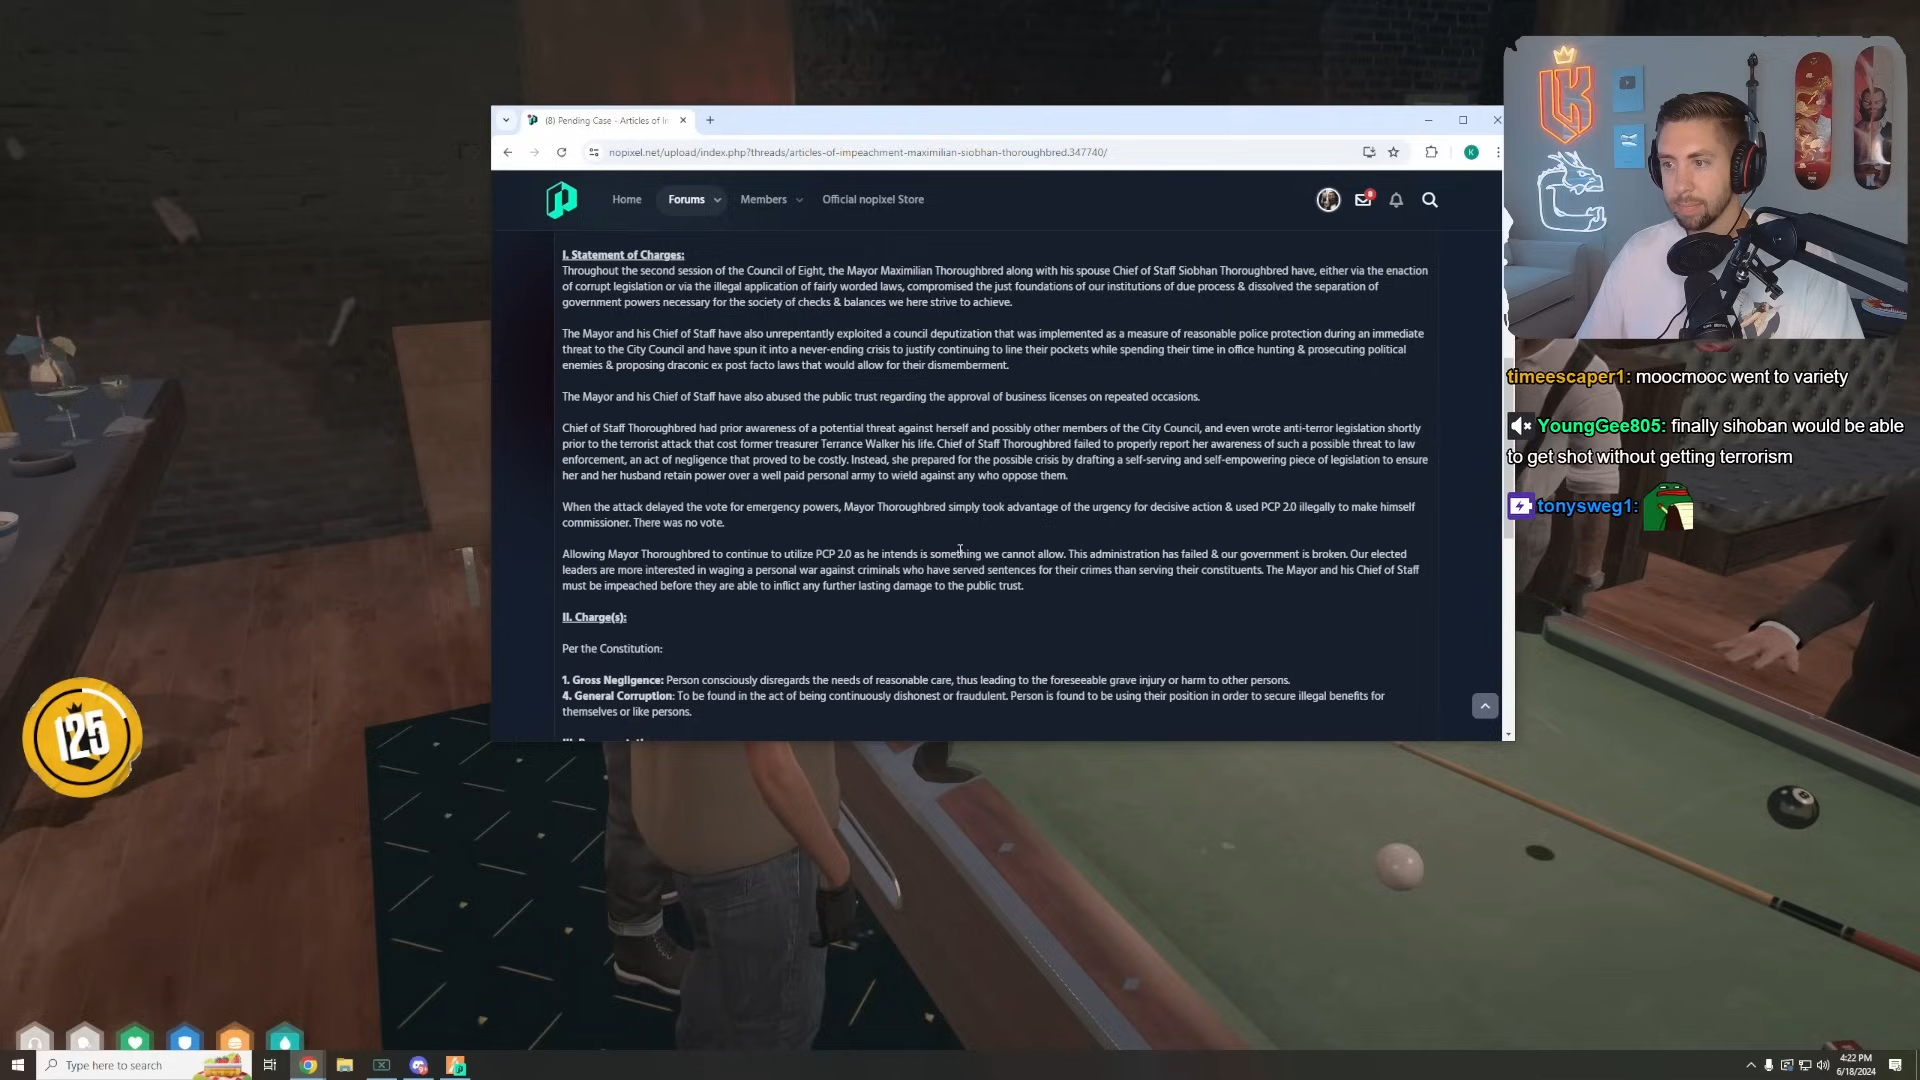 (8) Pending Case - Articles of I
nopixel.net/upload/index.php?threads/articles-of-impeachment-maximilian-siobhan-thoroughbred.347740/
K
Home
Forums
Members
Official nopixel Store
8
I. Statement of Charges:
Throughout the second session of the Council of Eight, the Mayor Maximilian Thoroughbred along with his spouse Chief of Staff Siobhan Thoroughbred have, either via the enaction
of corrupt legislation or via the illegal application of fairly worded laws, compromised the just foundations of our institutions of due process & dissolved the separation of
government powers necessary for the society of checks & balances we here strive to achieve.
The Mayor and his Chief of Staff have also unrepentantly exploited a council deputization that was implemented as a measure of reasonable police protection during an immediate
threat to the City Council and have spun it into a never-ending crisis to justify continuing to line their pockets while spending their time in office hunting & prosecuting political
enemies & proposing draconic ex post facto laws that would allow for their dismemberment.
The Mayor and his Chief of Staff have also abused the public trust regarding the approval of business licenses on repeated occasions.
Chief of Staff Thoroughbred had prior awareness of a potential threat against herself and possibly other members of the City Council, and even wrote anti-terror legislation shortly
prior to the terrorist attack that cost former treasurer Terrance Walker his life. Chief of Staff Thoroughbred failed to properly report her awareness of such a possible threat to law
enforcement, an act of negligence that proved to be costly. Instead, she prepared for the possible crisis by drafting a self-serving and self-empowering piece of legislation to ensure
her and her husband retain power over a well paid personal army to wield against any who oppose them.
When the attack delayed the vote for emergency powers, Mayor Thoroughbred simply took advantage of the urgency for decisive action & used PCP 2.0 illegally to make himself
commissioner. There was no vote.
Allowing Mayor Thoroughbred to continue to utilize PCP 2.0 as he intends is something we cannot allow. This administration has failed & our government is broken. Our elected
leaders are more interested in waging a personal war against criminals who have served sentences for their crimes than serving their constituents. The Mayor and his Chief of Staff
must be impeached before they are able to inflict any further lasting damage to the public trust.
II. Charge(s):
Per the Constitution:
1. Gross Negligence: Person consciously disregards the needs of reasonable care, thus leading to the foreseeable grave injury or harm to other persons.
4. General Corruption: To be found in the act of being continuously dishonest or fraudulent. Person is found to be using their position in order to secure illegal benefits for
themselves or like persons.
LK
timeescaper1: moocmooc went to variety
YoungGee805: finally sihoban would be able
to get shot without getting terrorism
tonysweg1:
125
8
Type here to search
4:22 PM
6/18/2024